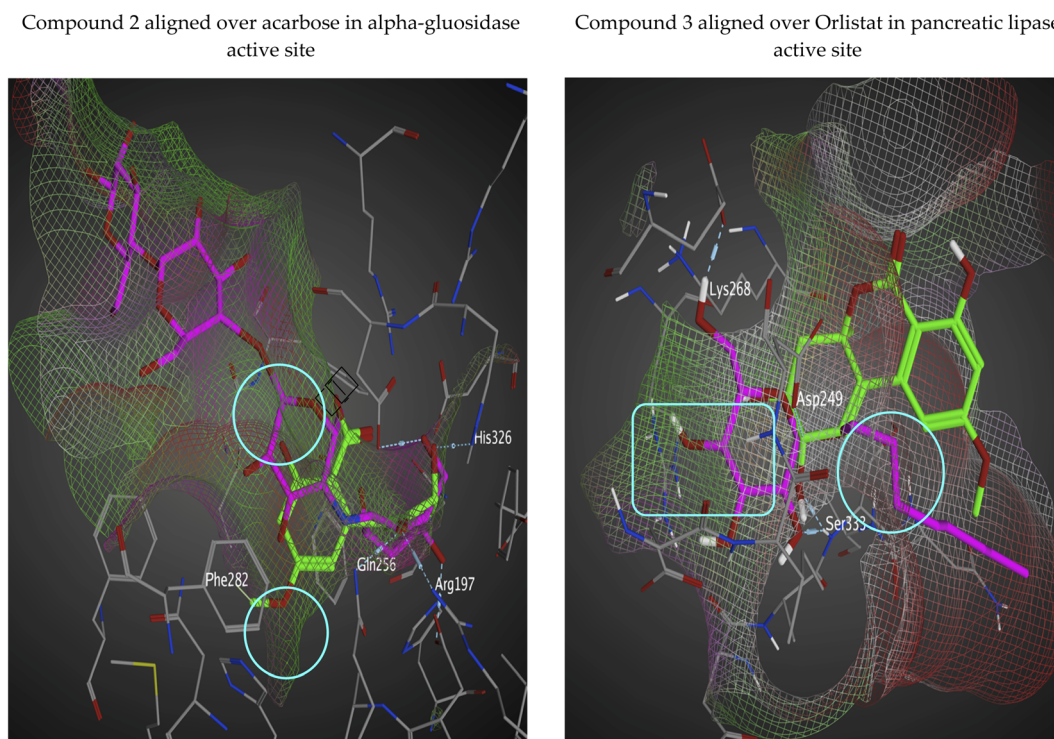 Compound 2 aligned over acarbose in alpha-gluosidase
active site
Compound 3 aligned over Orlistat in pancreatic lipase
active site
His326
Phe282
Gln256
Arg197
Lys268
Asp249
Ser333